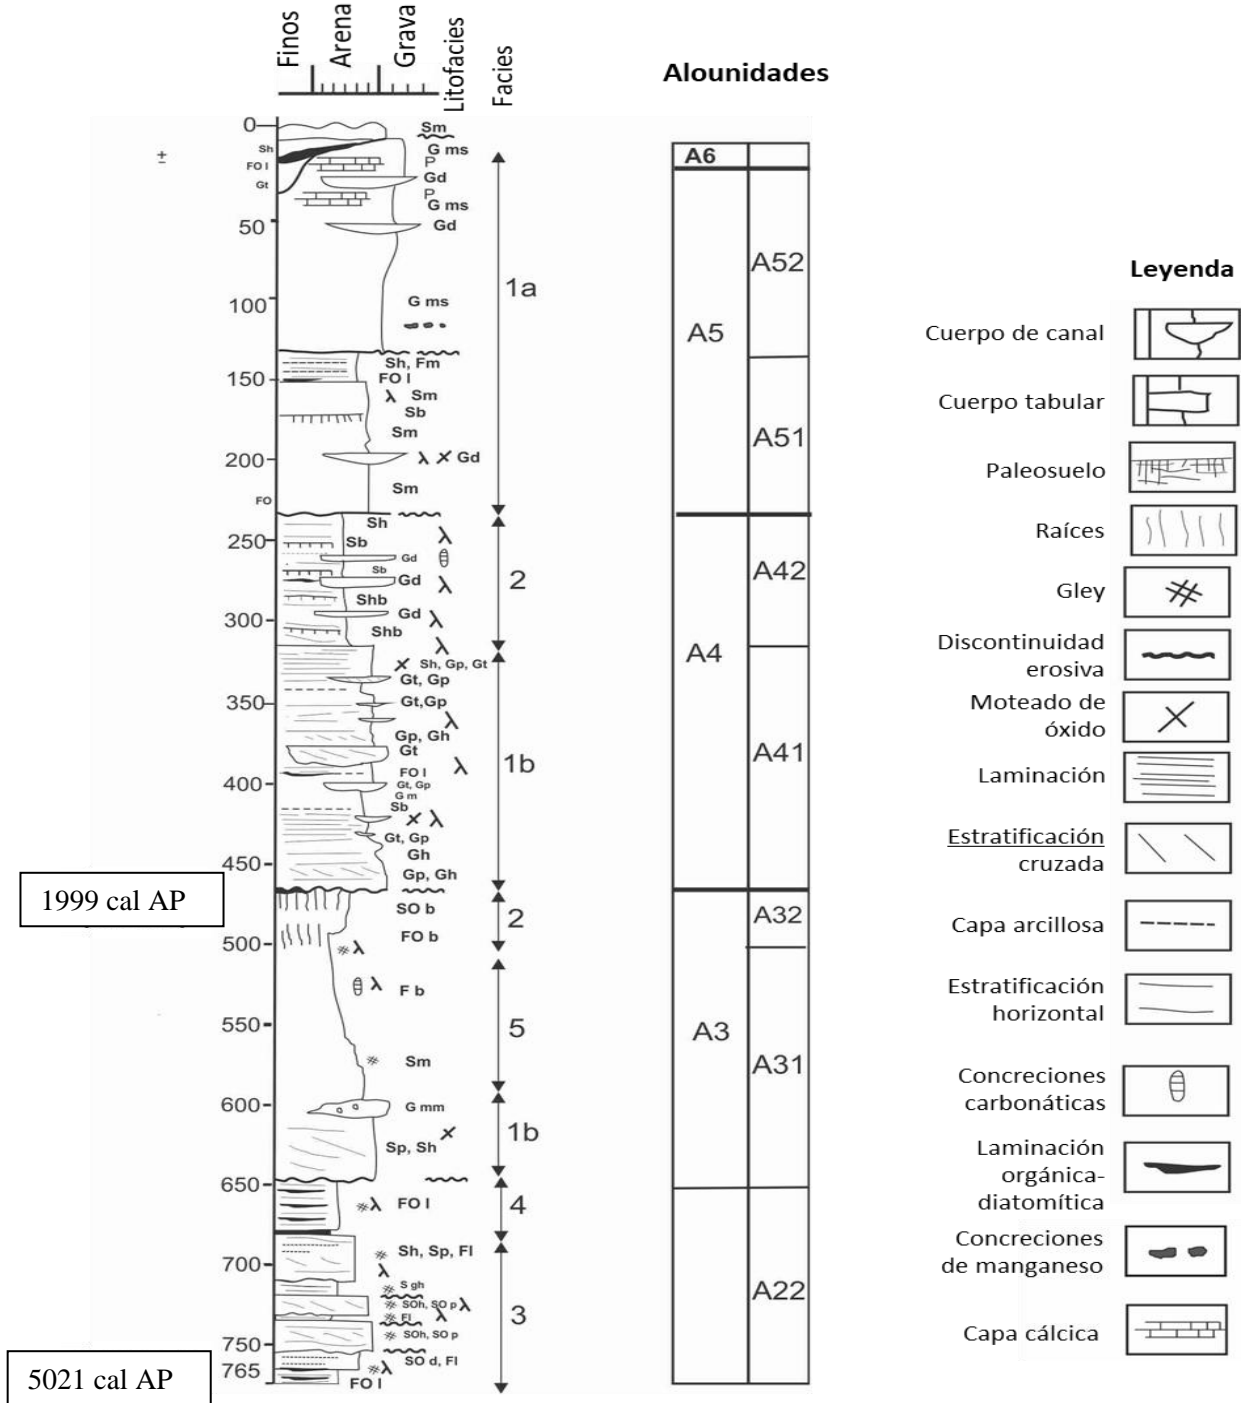 Finos
Arena
Grava
Litofacies
Facies
Alounidades
0
Sm
Sh
G ms
P
FO l
Gd
Gt
P
G ms
50
Gd
100
G ms
1a
Sh, Fm
150
FO l
Sm
Sb
Sm
200
Gd
Sm
FO
Sh
250
Sb
Gd
Sb
Gd
2
Shb
300
Gd
Shb
Sh, Gp, Gt
Gt, Gp
350
Gt,Gp
Gp, Gh
Gt
1b
FO l
400
Gt, Gp
G m
Sb
Gt, Gp
Gh
450
Gp, Gh
1999 cal AP
SO b
2
500
FO b
F b
550
5
Sm
600
G mm
1b
Sp, Sh
650
FO l
4
Sh, Sp, Fl
700
S gh
SOh, SO p
Fl
3
SOh, SO p
750
SO d, Fl
765
5021 cal AP
FO l
A6
A52
A5
A51
A42
A4
A41
A32
A3
A31
A22
Leyenda
Cuerpo de canal
Cuerpo tabular
Paleosuelo
Raíces
Gley
Discontinuidad
erosiva
Moteado de
óxido
Laminación
Estratificación
cruzada
Capa arcillosa
Estratificación
horizontal
Concreciones
carbonáticas
Laminación
orgánica-
diatomítica
Concreciones
de manganeso
Capa cálcica